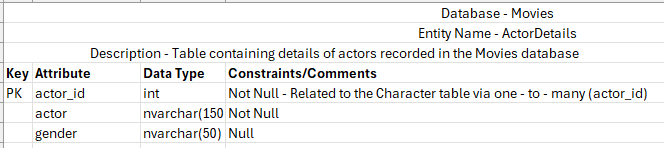 Database - Movies
Entity Name - ActorDetails
Description - Table containing details of actors recorded in the Movies database
Key Attribute Data Type Constraints/Comments
PK actor_id int Not Null - Related to the Character table via one - to - many (actor_id)
actor nvarchar(150 Not Null
gender nvarchar(50) Null